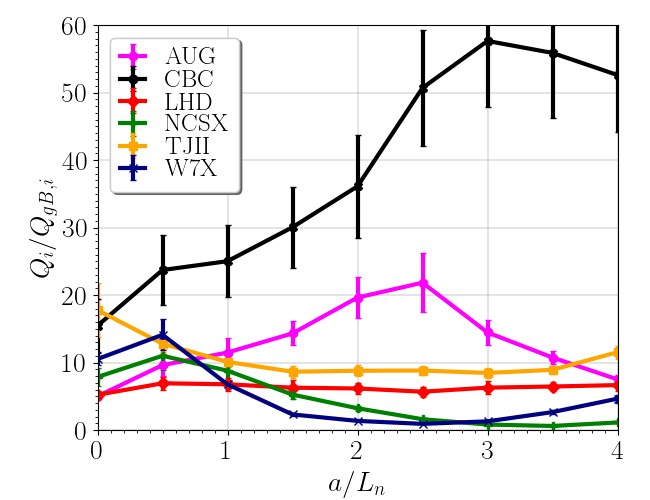 60
50
40
30
20
10
0
Q_i/Q_{gB,i}
AUG
CBC
LHD
NCSX
TJII
W7X
0 1 2 3 4
a/L_n